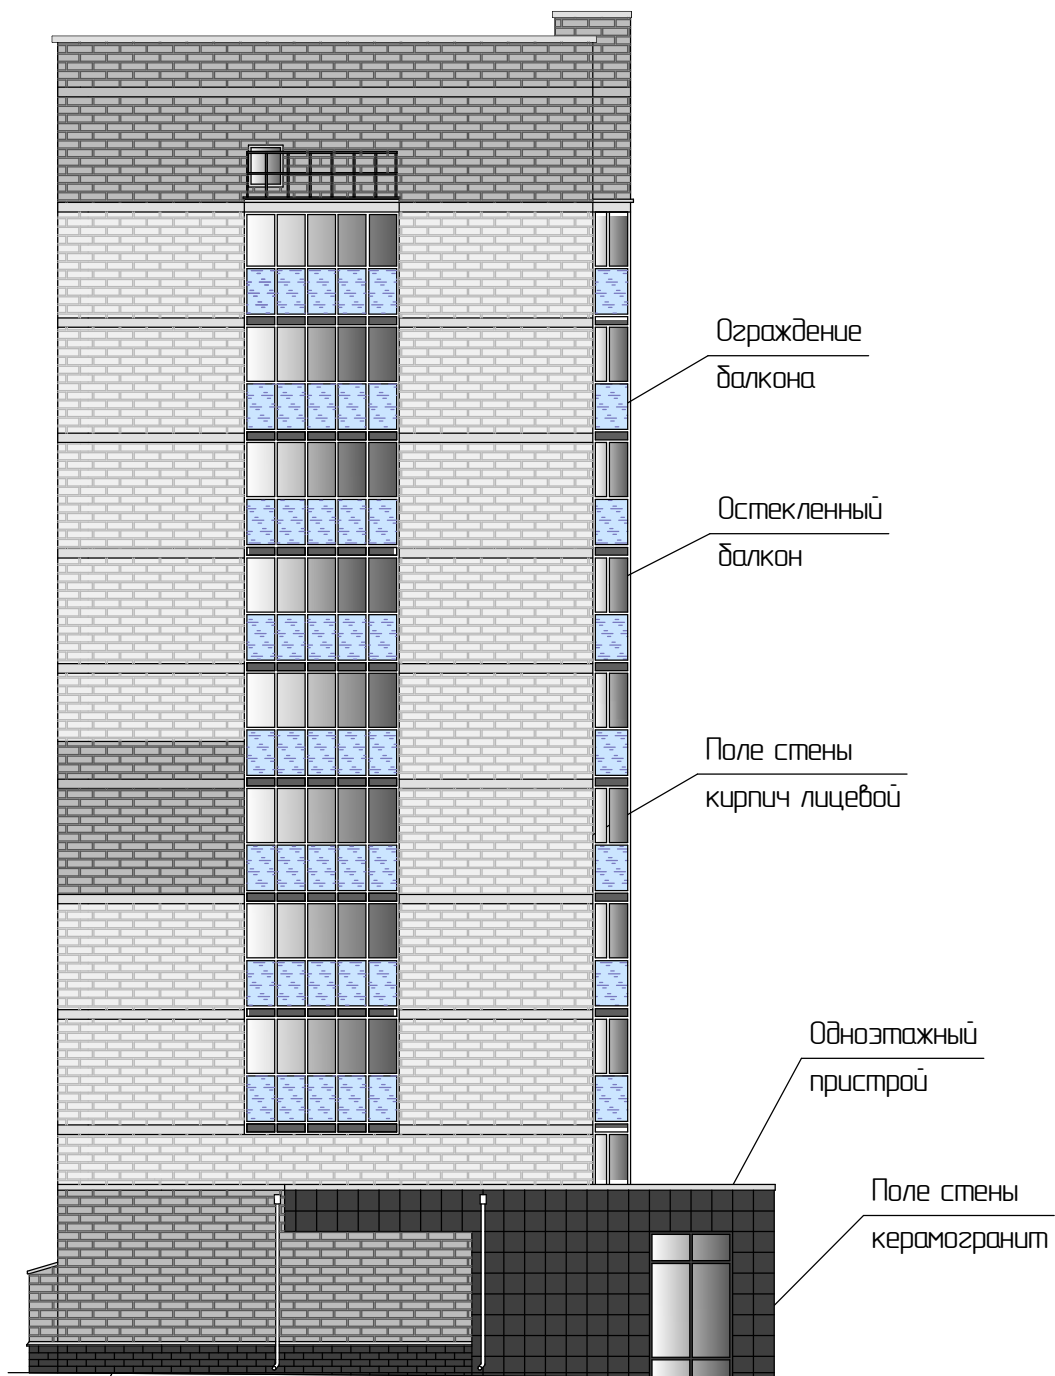 Ограждение
балкона
Остекленный
балкон
Поле стены
кирпич лицевой
Одноэтажный
пристрой
Поле стены
керамогранит